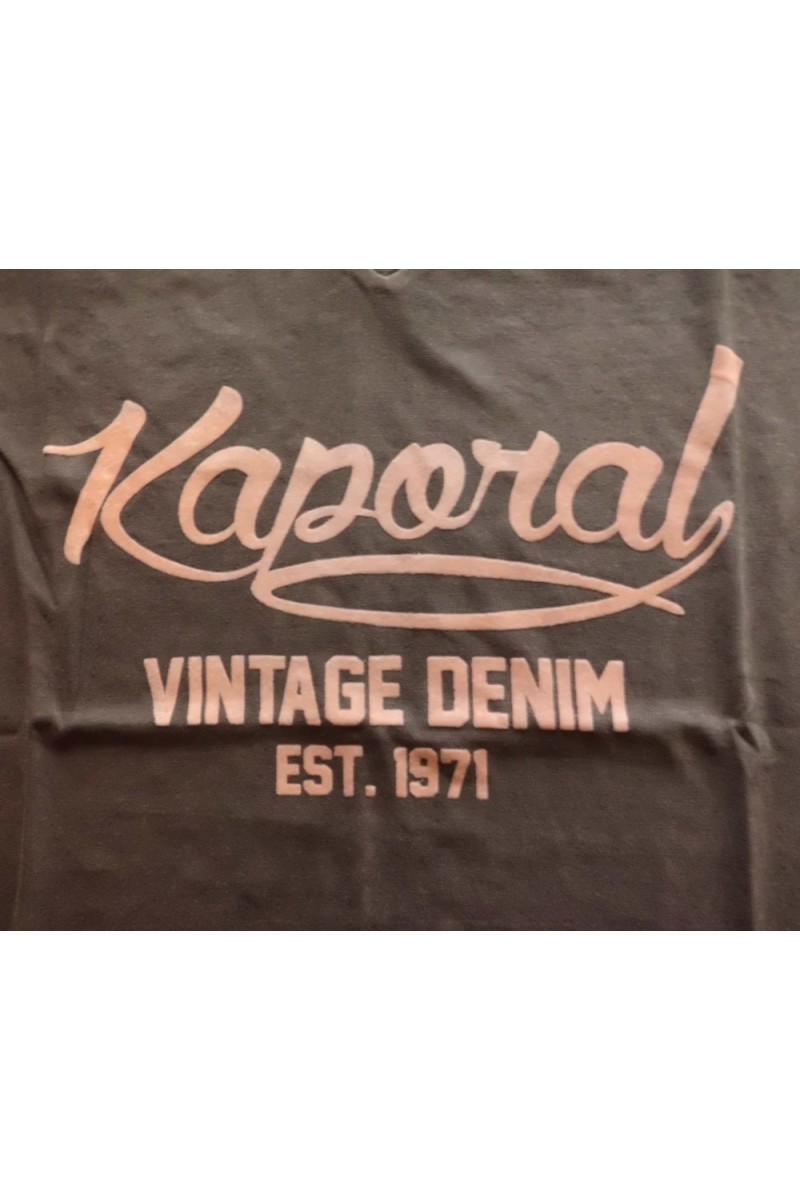 Kaporal
VINTAGE DENIM
EST. 1971